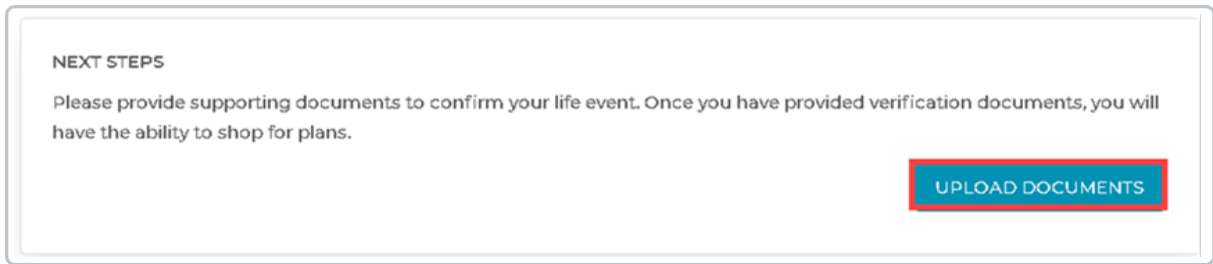 NEXT STEPS
Please provide supporting documents to confirm your life event. Once you have provided verification documents, you will
have the ability to shop for plans.
UPLOAD DOCUMENTS